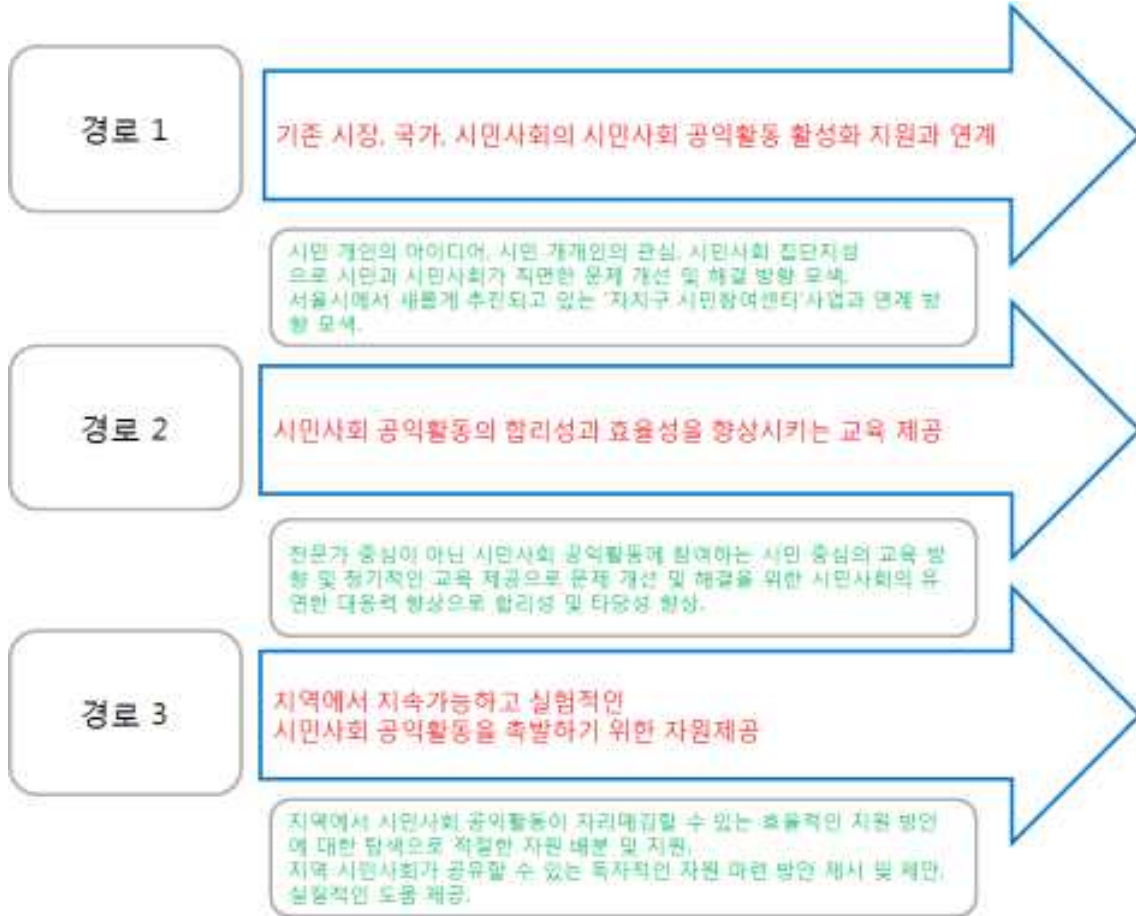 경로 1
기존 시장, 국가, 시민사회의 시민사회 공익활동 활성화 지원과 연계
시민 개인의 아이디어, 시민 개개인의 관심, 시민사회 집단지성
으로 시민과 시민사회가 직면한 문제 개선 및 해결 방향 모색.
서울시에서 새롭게 추진되고 있는 '자치구 시민참여센터'사업과 연계 방
향 모색.
경로 2
시민사회 공익활동의 합리성과 효율성을 향상시키는 교육 제공
전문가 중심이 아닌 시민사회 공익활동에 참여하는 시민 중심의 교육 방
향 및 정기적인 교육 제공으로 문제 개선 및 해결을 위한 시민사회의 유
연한 대응력 향상으로 합리성 및 타당성 향상.
경로 3
지역에서 지속가능하고 실험적인
시민사회 공익활동을 촉발하기 위한 자원제공
지역에서 시민사회 공익활동이 자리매김할 수 있는 효율적인 지원 방안
에 대한 탐색으로 적절한 자원 배분 및 지원.
지역 시민사회가 공유할 수 있는 독자적인 자원 마련 방안 제시 및 제안,
실질적인 도움 제공.